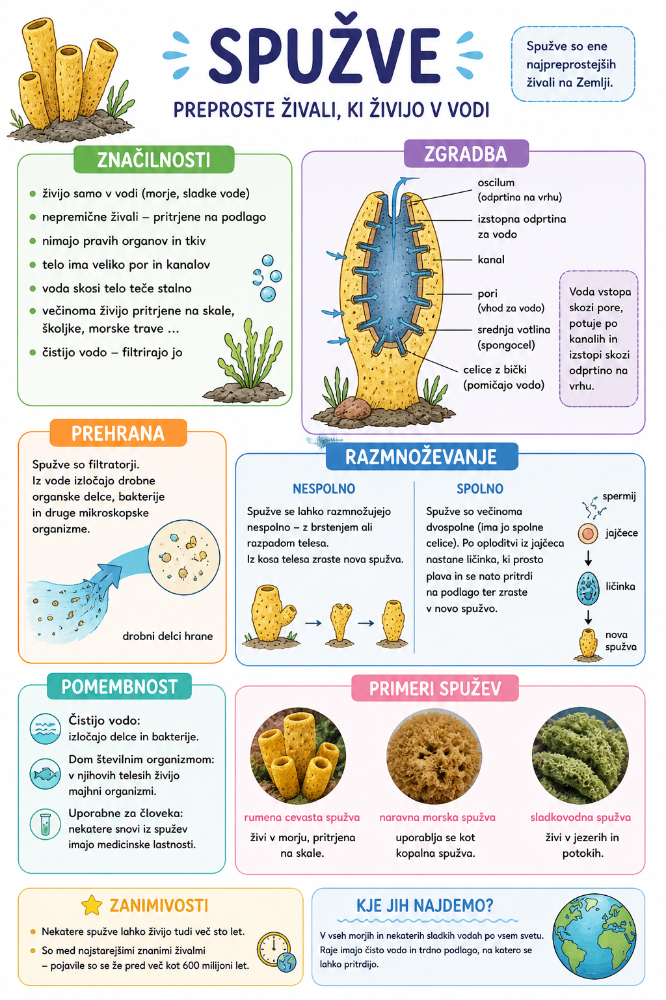 SPUŽVE
PREPROSTE ŽIVALI, KI ŽIVIJO V VODI
Spužve so ene
najpreprostejših
živali na Zemlji.
ZNAČILNOSTI
živijo samo v vodi (morje, sladke vode)
nepremične živali – pritrjene na podlago
nimajo pravih organov in tkiv
telo ima veliko por in kanalov
voda skosi telo teče stalno
večinoma živijo pritrjene na skale,
školjke, morske trave ...
čistijo vodo – filtrirajo jo
ZGRADBA
oscilum
(odprtina na vrhu)
izstopna odprtina
za vodo
kanal
pori
(vhod za vodo)
srednja votlina
(spongocel)
celice z bički
(pomičajo vodo)
Voda vstopa
skozi pore,
potuje po
kanalih in
izstopi skozi
odprtino na
vrhu.
PREHRANA
Spužve so filtratorji.
Iz vode izločajo drobne
organske delce, bakterije
in druge mikroskopske
organizme.
drobni delci hrane
RAZMNOŽEVANJE
NESPOLNO
Spužve se lahko razmnožujejo
nespolno – z brstenjem ali
razpadom telesa.
Iz kosa telesa zraste nova spužva.
SPOLNO
Spužve so večinoma
dvospolne (ima jo spolne
celice). Po oploditvi iz jajčeca
nastane ličinka, ki prosto
plava in se nato pritrdi
na podlago ter zraste
v novo spužvo.
spermij
jajčece
ličinka
nova
spužva
POMEMBNOST
Čistijo vodo:
izločajo delce in bakterije.
Dom številnim organizmom:
v njihovih telesih živijo
majhni organizmi.
Uporabne za človeka:
nekatere snovi iz spužev
imajo medicinske lastnosti.
PRIMERI SPUŽEV
rumena cevasta spužva
živi v morju, pritrjena
na skale.
naravna morska spužva
uporablja se kot
kopalna spužva.
sladkovodna spužva
živi v jezerih in
potokih.
ZANIMIVOSTI
Nekatere spužve lahko živijo tudi več sto let.
So med najstarejšimi znanimi živalmi
– pojavile so se že pred več kot 600 milijoni let.
KJE JIH NAJDEMO?
V vseh morjih in nekaterih sladkih vodah po vsem svetu.
Raje imajo čisto vodo in trdno podlago, na katero se
lahko pritrdijo.